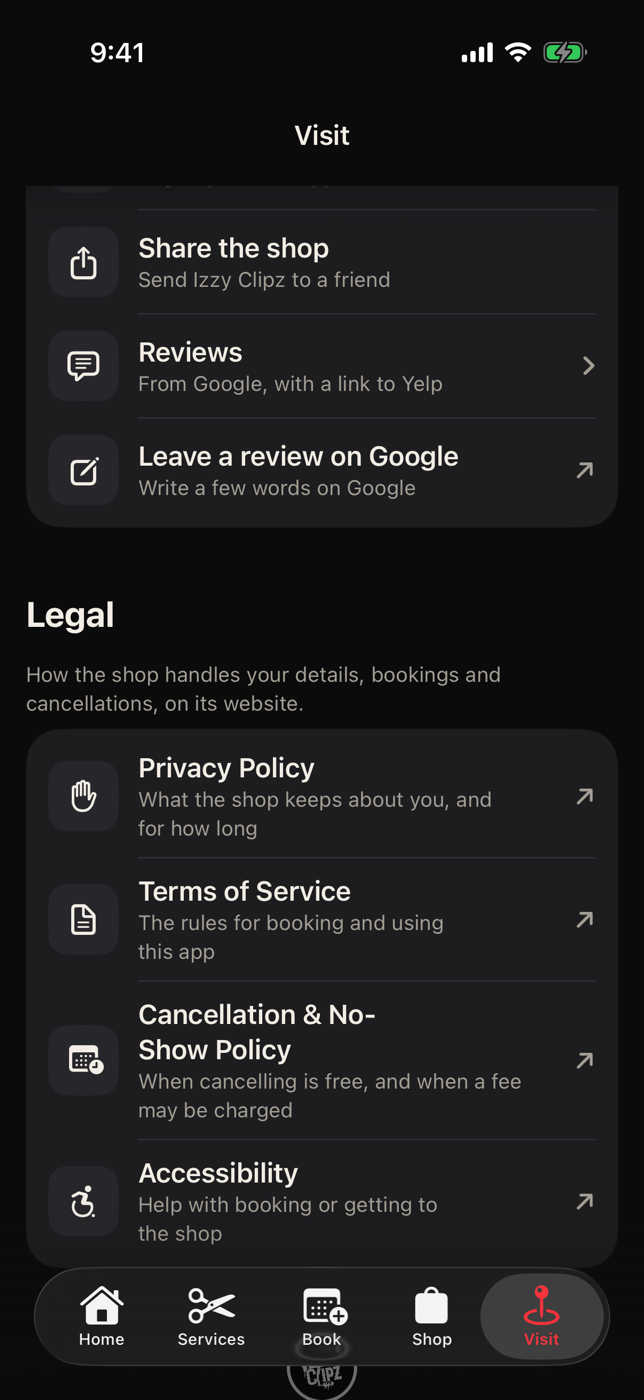 9:41
Visit
Share the shop
Send Izzy Clipz to a friend
Reviews
From Google, with a link to Yelp
Leave a review on Google
Write a few words on Google
Legal
How the shop handles your details, bookings and
cancellations, on its website.
Privacy Policy
What the shop keeps about you, and
for how long
Terms of Service
The rules for booking and using
this app
Cancellation & No-
Show Policy
When cancelling is free, and when a fee
may be charged
Accessibility
Help with booking or getting to
the shop
Home
Services
Book
Shop
Visit
CLIPZ